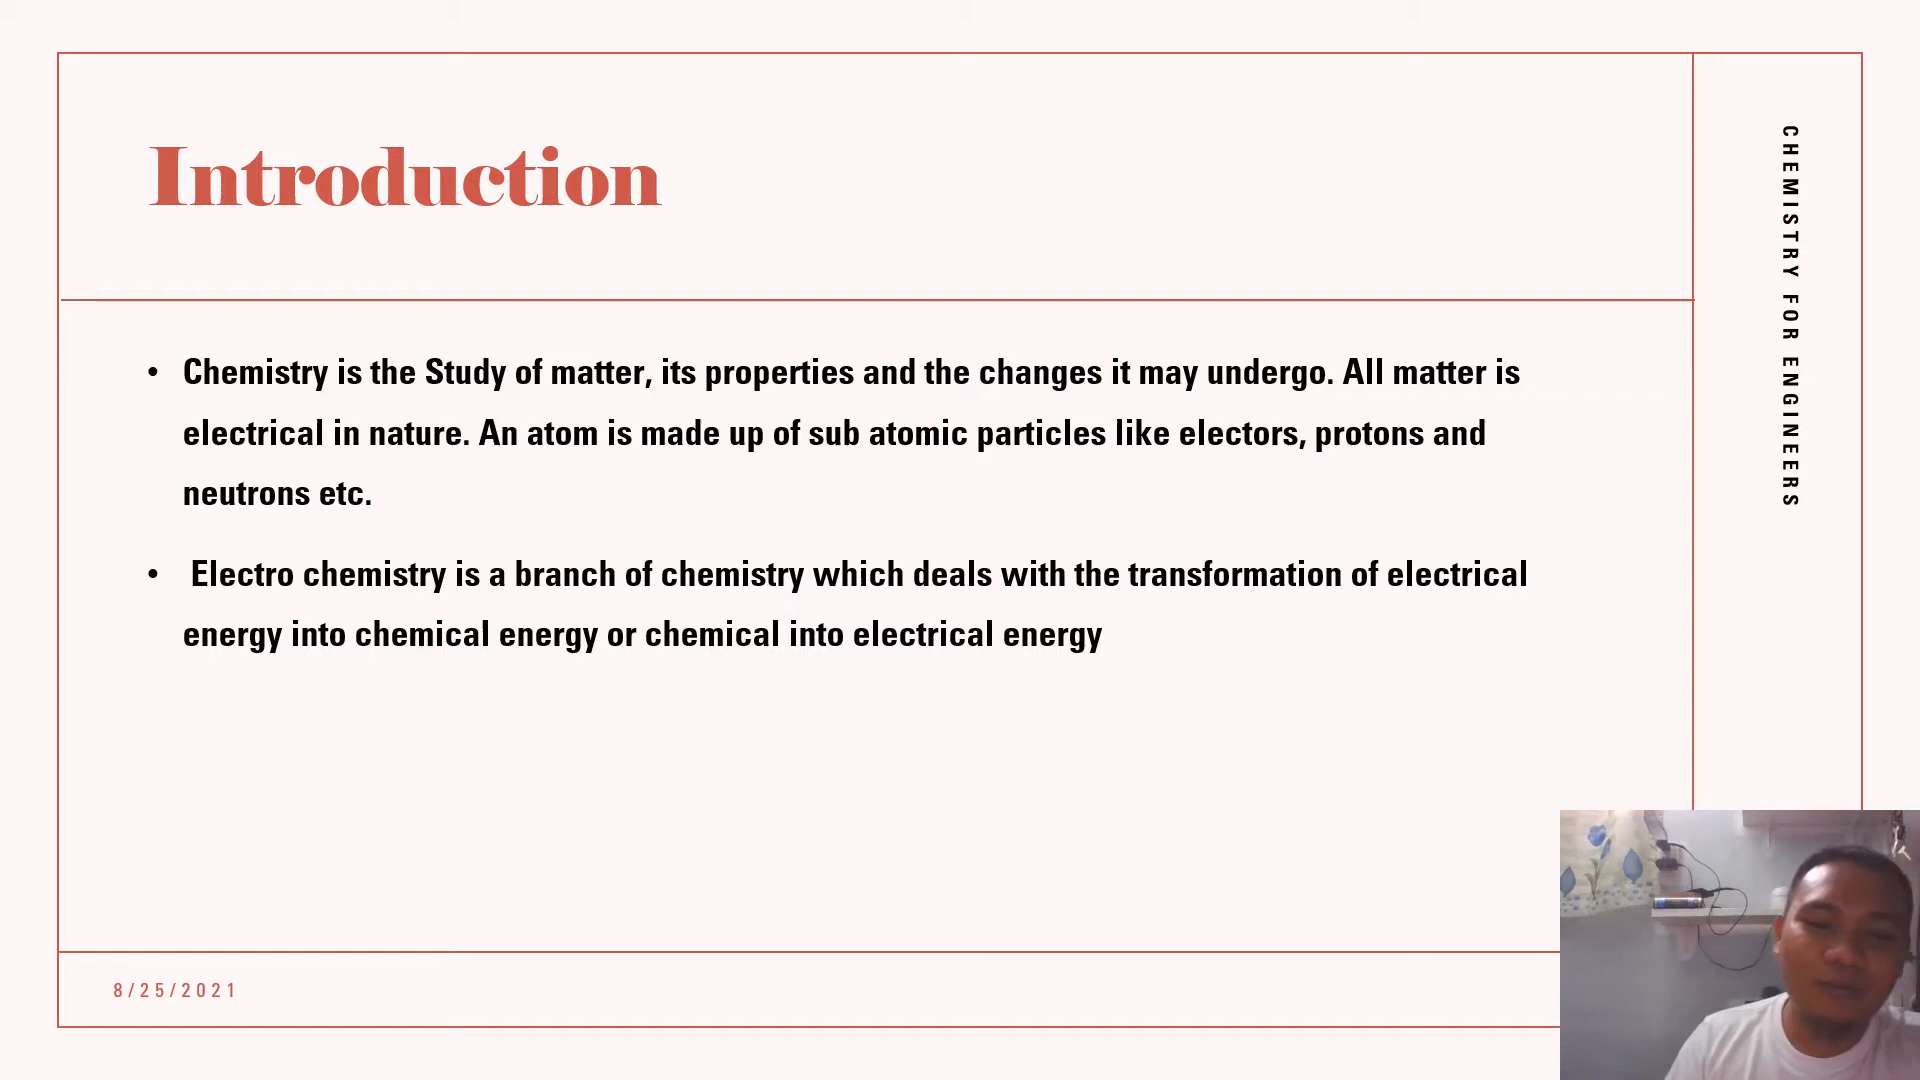 Introduction
• Chemistry is the Study of matter, its properties and the changes it may undergo. All matter is
electrical in nature. An atom is made up of sub atomic particles like electors, protons and
neutrons etc.
• Electro chemistry is a branch of chemistry which deals with the transformation of electrical
energy into chemical energy or chemical into electrical energy
CHEMISTRY FOR ENGINEERS
8/25/2021